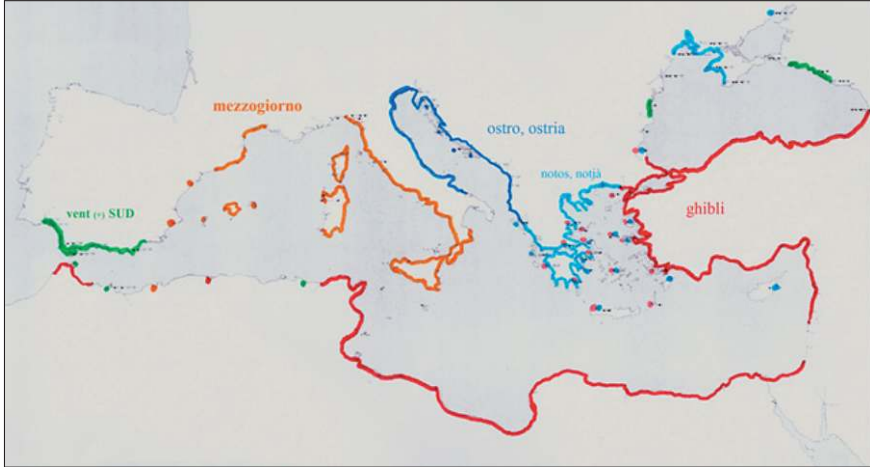 mezzogiorno
ostro, ostria
notos, notjà
vent (+) SUD
ghibli